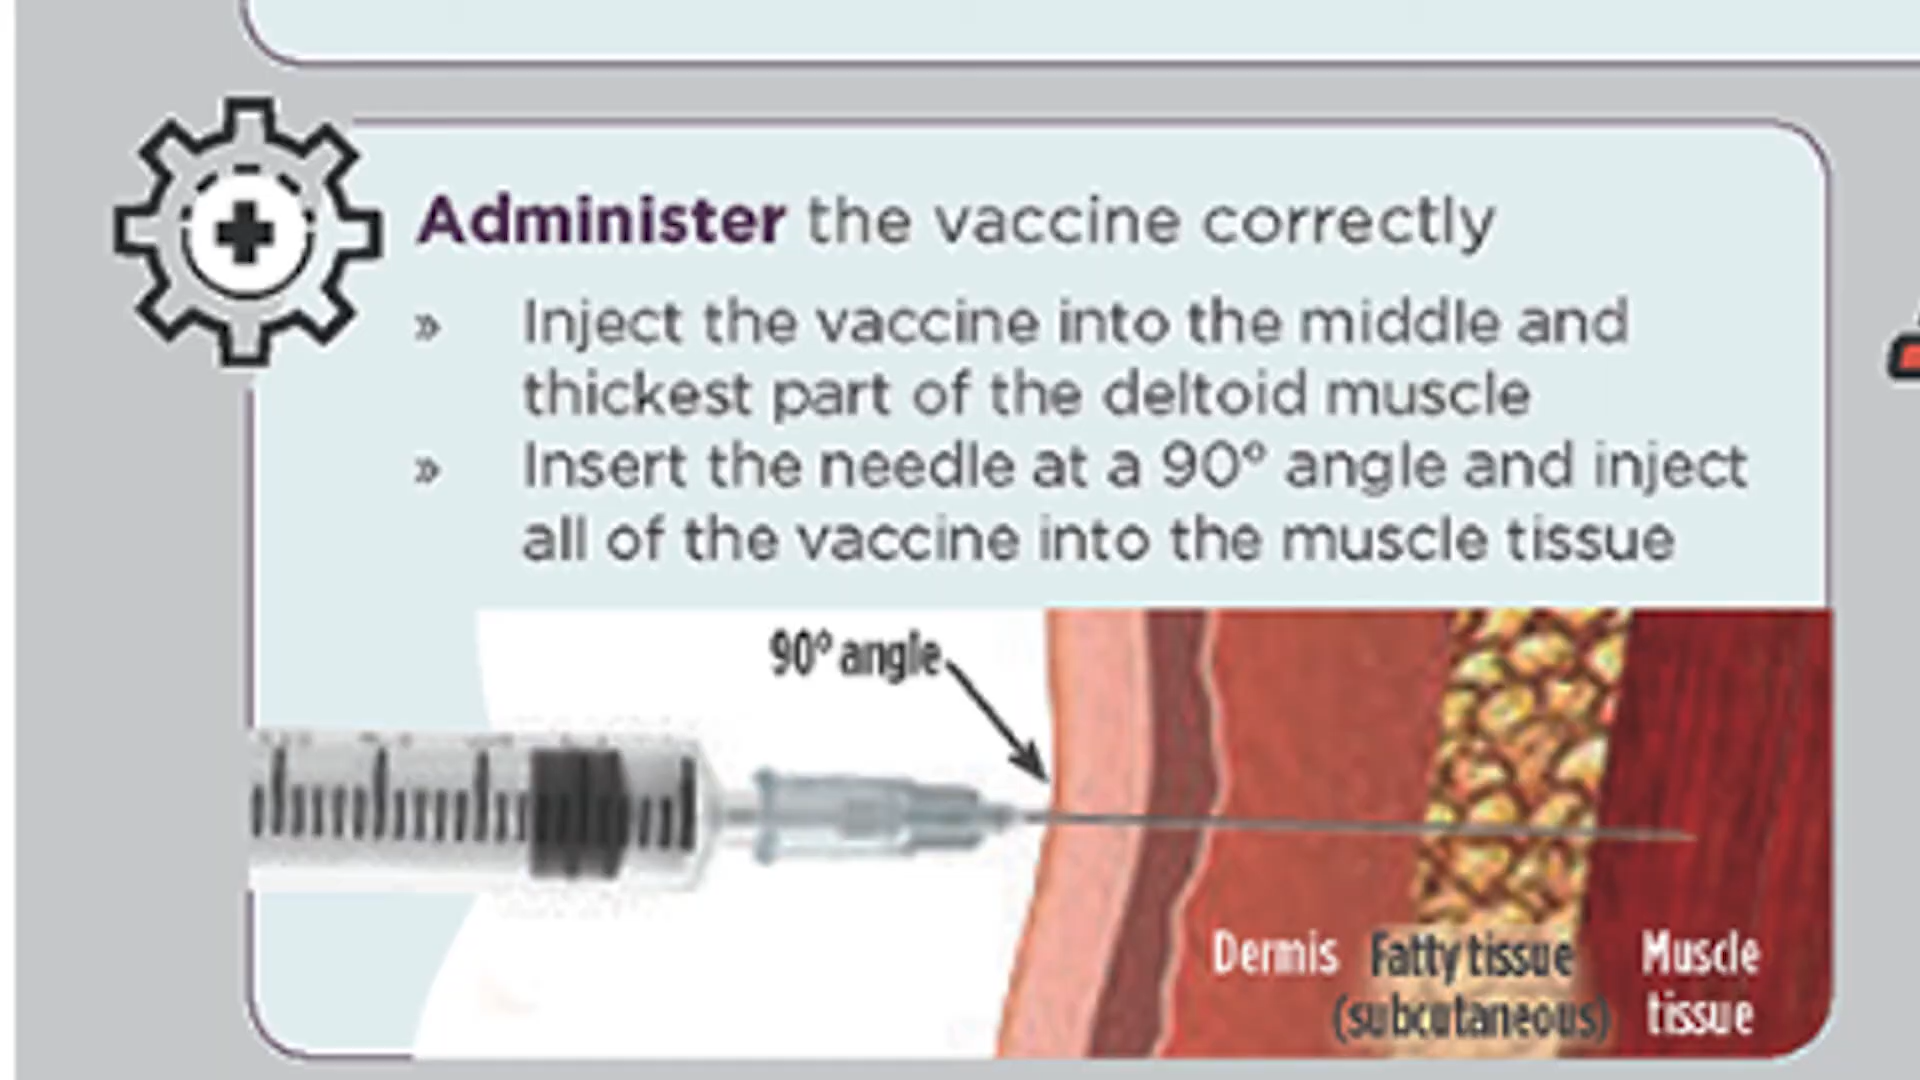 Administer the vaccine correctly
» Inject the vaccine into the middle and
thickest part of the deltoid muscle
» Insert the needle at a 90° angle and inject
all of the vaccine into the muscle tissue
90° angle
Dermis
Fatty tissue
(subcutaneous)
Muscle
tissue